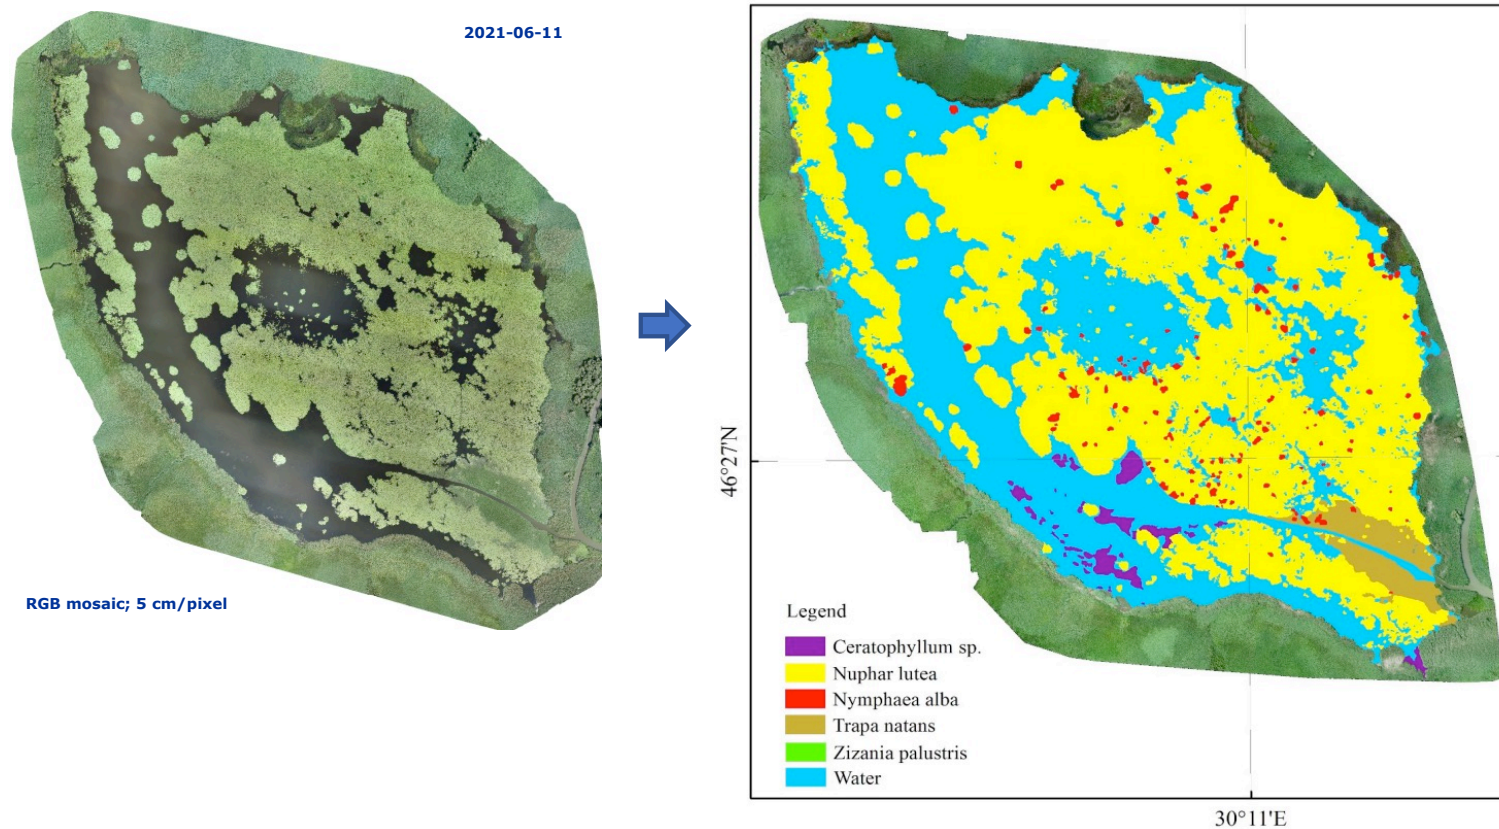 2021-06-11
RGB mosaic; 5 cm/pixel
46°27'N
Legend
Ceratophyllum sp.
Nuphar lutea
Nymphaea alba
Trapa natans
Zizania palustris
Water
30°11'E